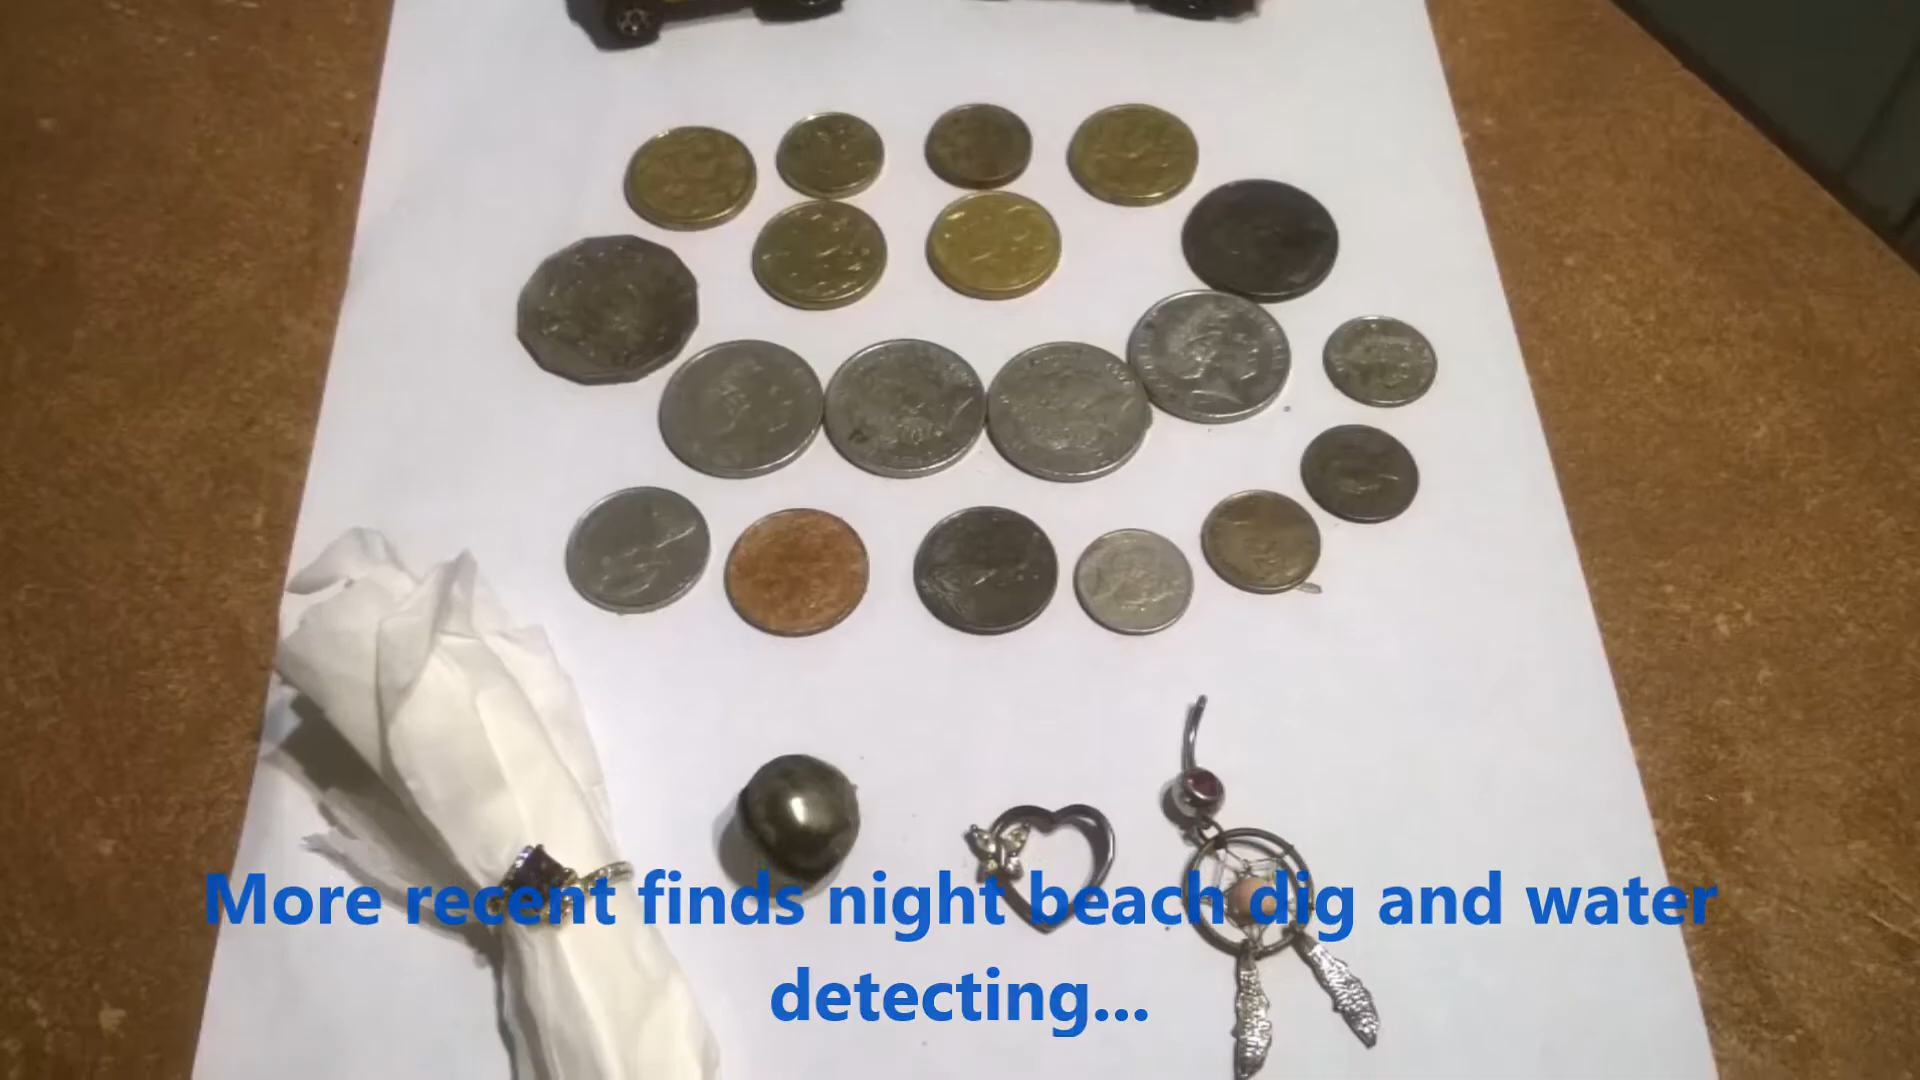 More recent finds night beach dig and water
detecting...